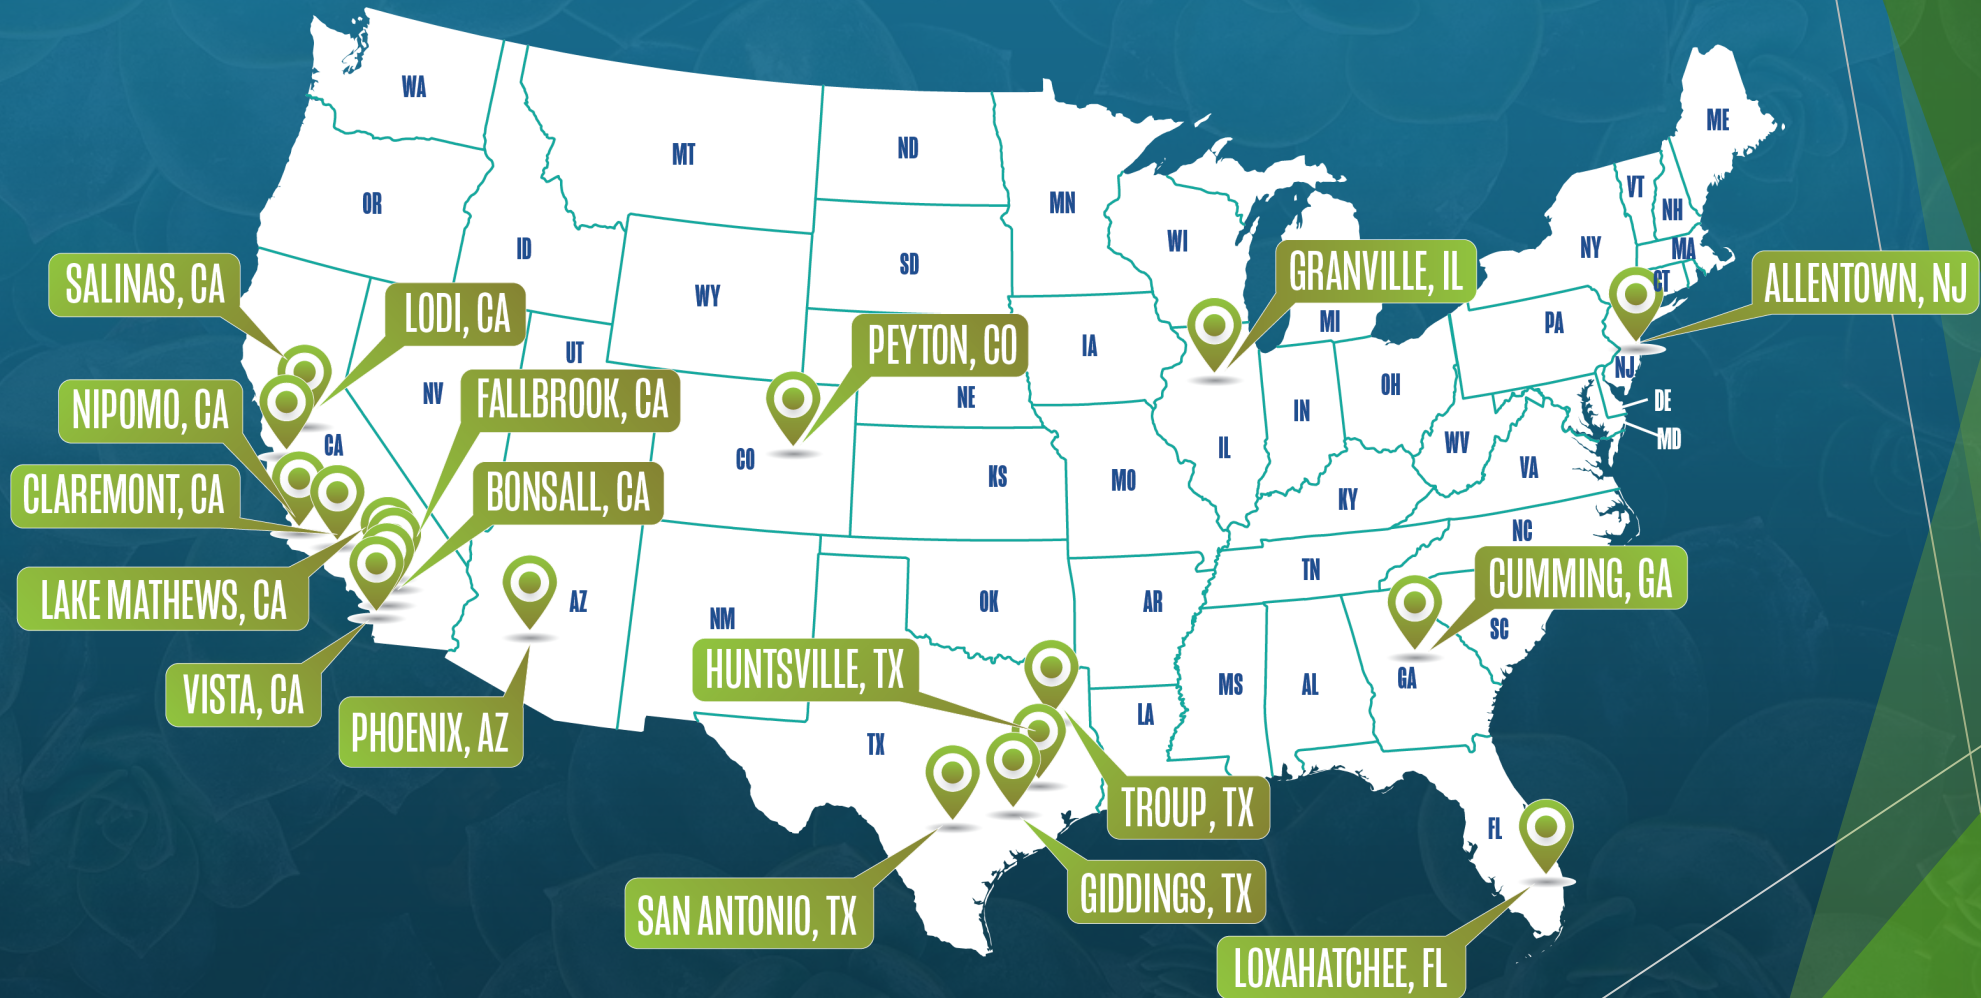 WA
MT
ND
MN
ME
OR
ID
SD
WI
VT
NH
NY
MA
CT
SALINAS, CA
LODI, CA
WY
PEYTON, CO
GRANVILLE, IL
ALLENTOWN, NJ
UT
IA
MI
PA
NJ
NIPOMO, CA
NV
FALLBROOK, CA
NE
IN
OH
DE
MD
CA
CO
KS
MO
IL
WV
VA
KY
CLAREMONT, CA
BONSALL, CA
NC
LAKE MATHEWS, CA
AZ
NM
OK
AR
TN
CUMMING, GA
SC
VISTA, CA
PHOENIX, AZ
HUNTSVILLE, TX
MS
AL
GA
LA
TX
TROUP, TX
FL
SAN ANTONIO, TX
GIDDINGS, TX
LOXAHATCHEE, FL